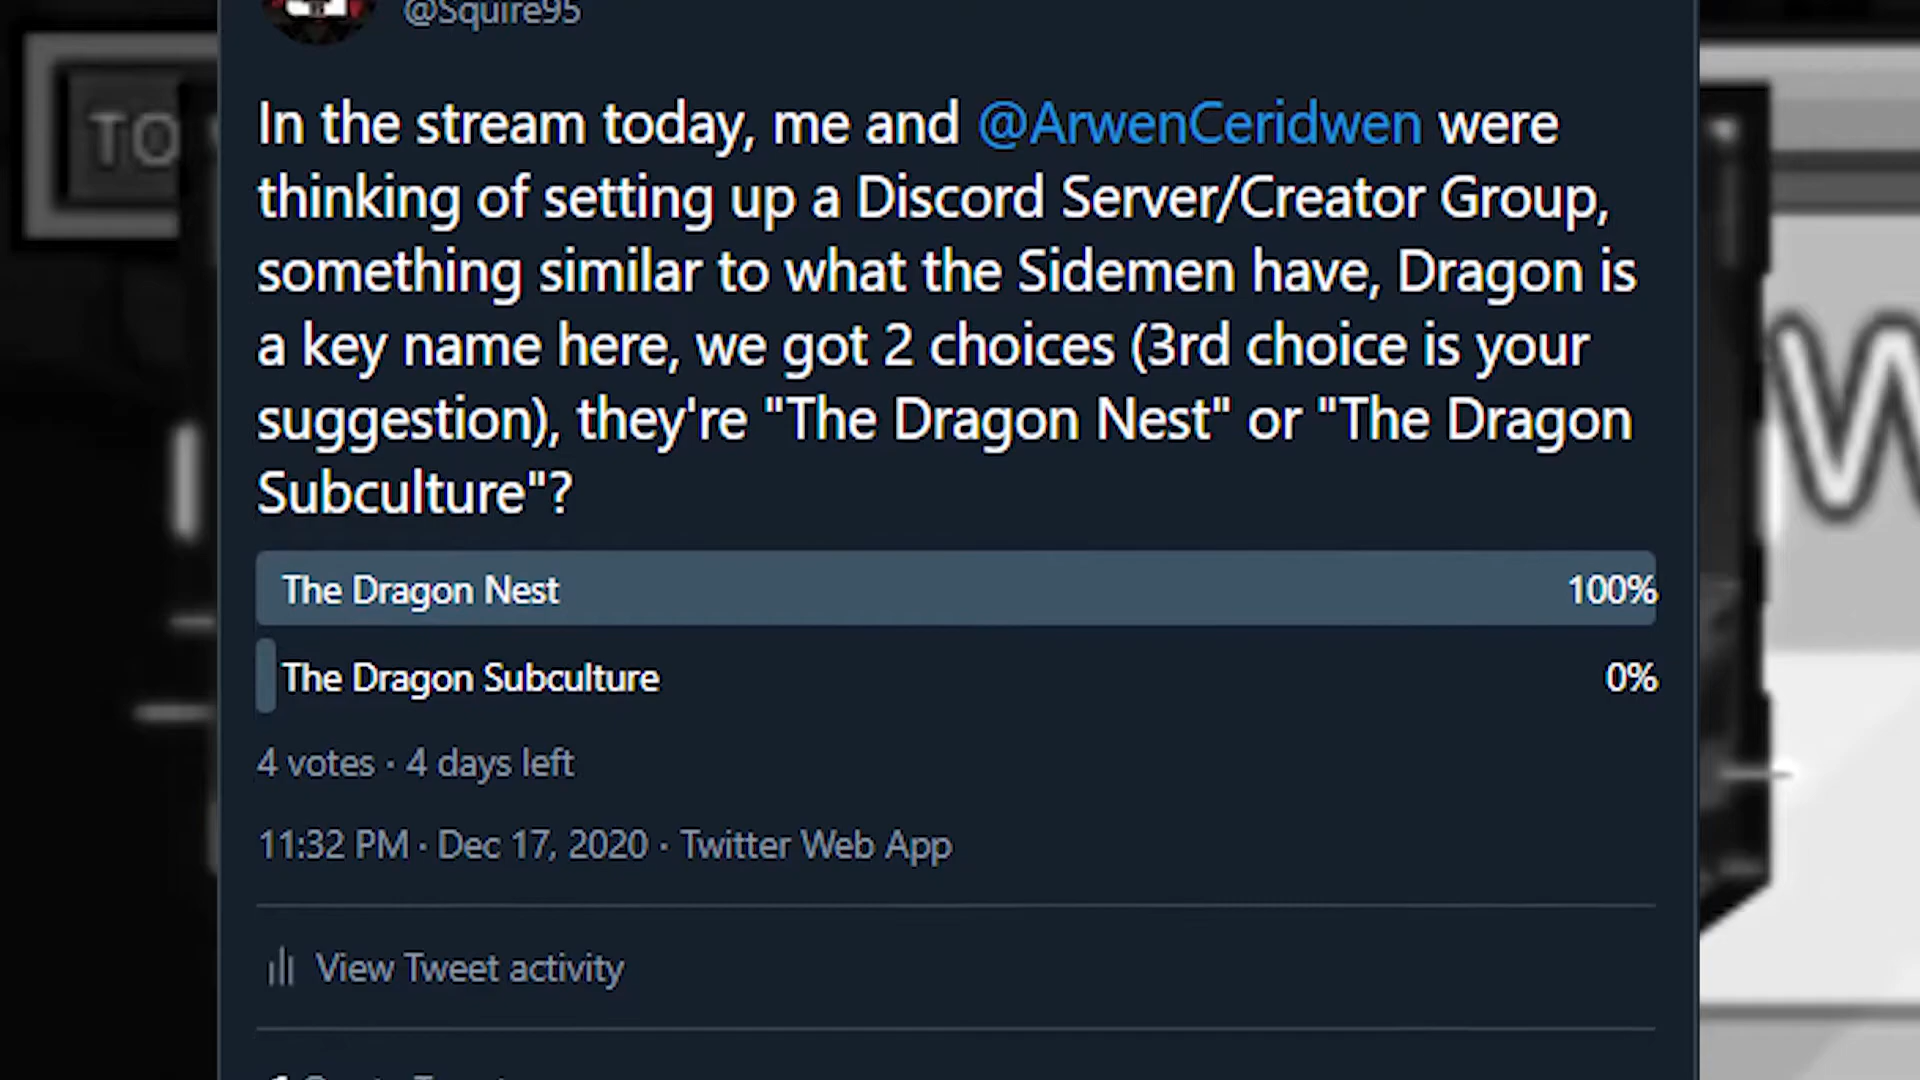 @Squire95
TO
In the stream today, me and @ArwenCeridwen were
thinking of setting up a Discord Server/Creator Group,
something similar to what the Sidemen have, Dragon is
a key name here, we got 2 choices (3rd choice is your
suggestion), they're "The Dragon Nest" or "The Dragon
Subculture"?
The Dragon Nest 100%
The Dragon Subculture 0%
4 votes · 4 days left
11:32 PM · Dec 17, 2020 · Twitter Web App
View Tweet activity